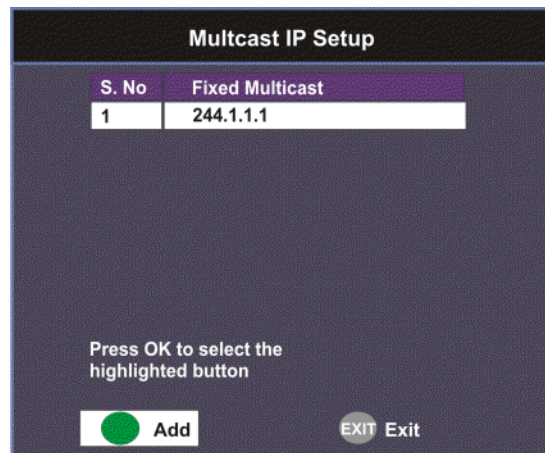 Multcast IP Setup
S. No Fixed Multicast
1 244.1.1.1
Press OK to select the
highlighted button
Add EXIT Exit